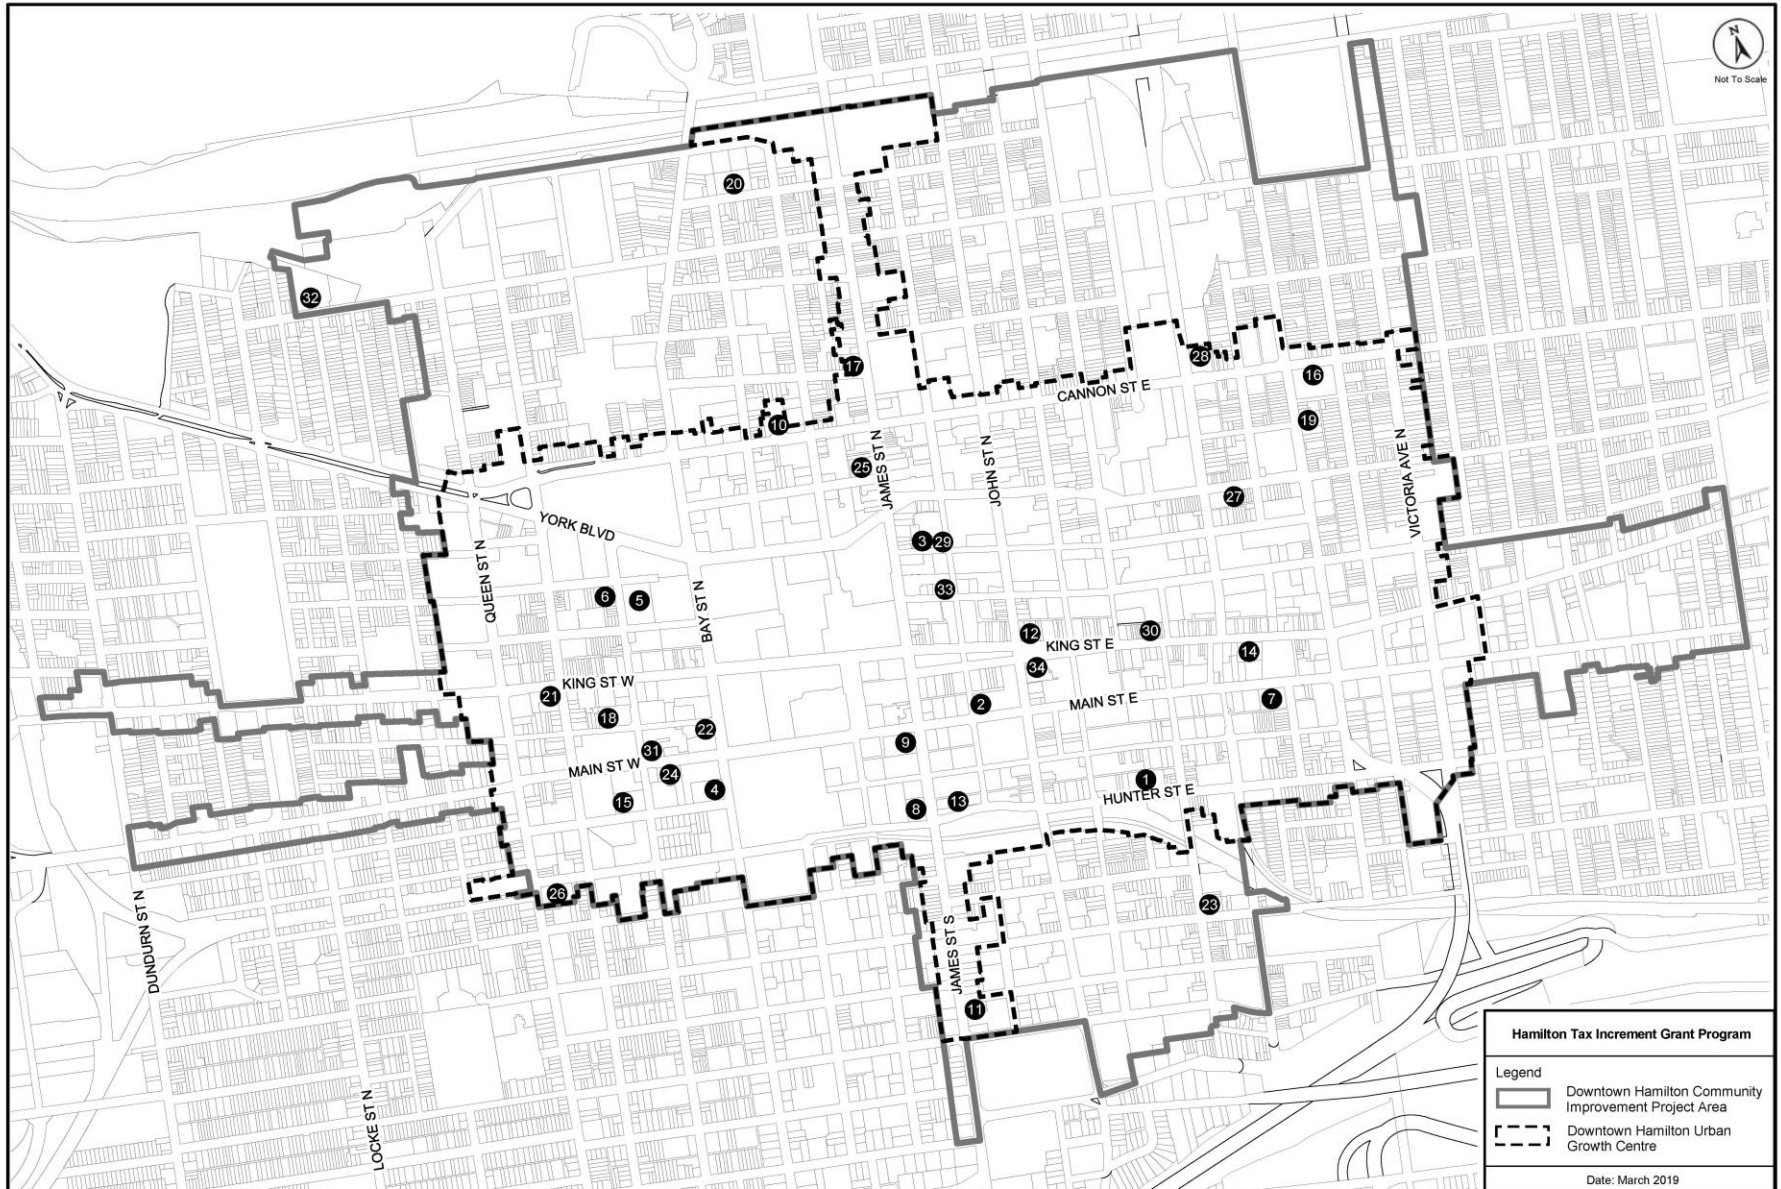 N
Not To Scale
20
32
17
28
CANNON ST E
16
10
19
JAMES ST N
JOHN ST N
VICTORIA AVE N
25
27
YORK BLVD
3
29
QUEEN ST N
BAY ST N
6
5
33
12
KING ST E
30
34
14
KING ST W
21
18
22
2
MAIN ST E
7
9
31
MAIN ST W
24
4
15
1
HUNTER ST E
8
13
26
23
DUNDURN ST N
JAMES ST S
11
LOCKE ST N
Hamilton Tax Increment Grant Program
Legend
Downtown Hamilton Community
Improvement Project Area
Downtown Hamilton Urban
Growth Centre
Date: March 2019